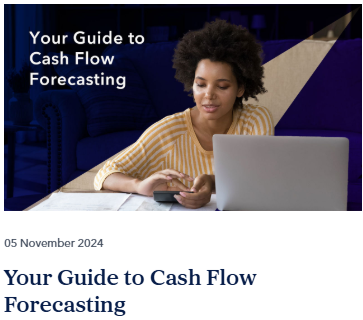 Your Guide to
Cash Flow
Forecasting
05 November 2024
Your Guide to Cash Flow
Forecasting